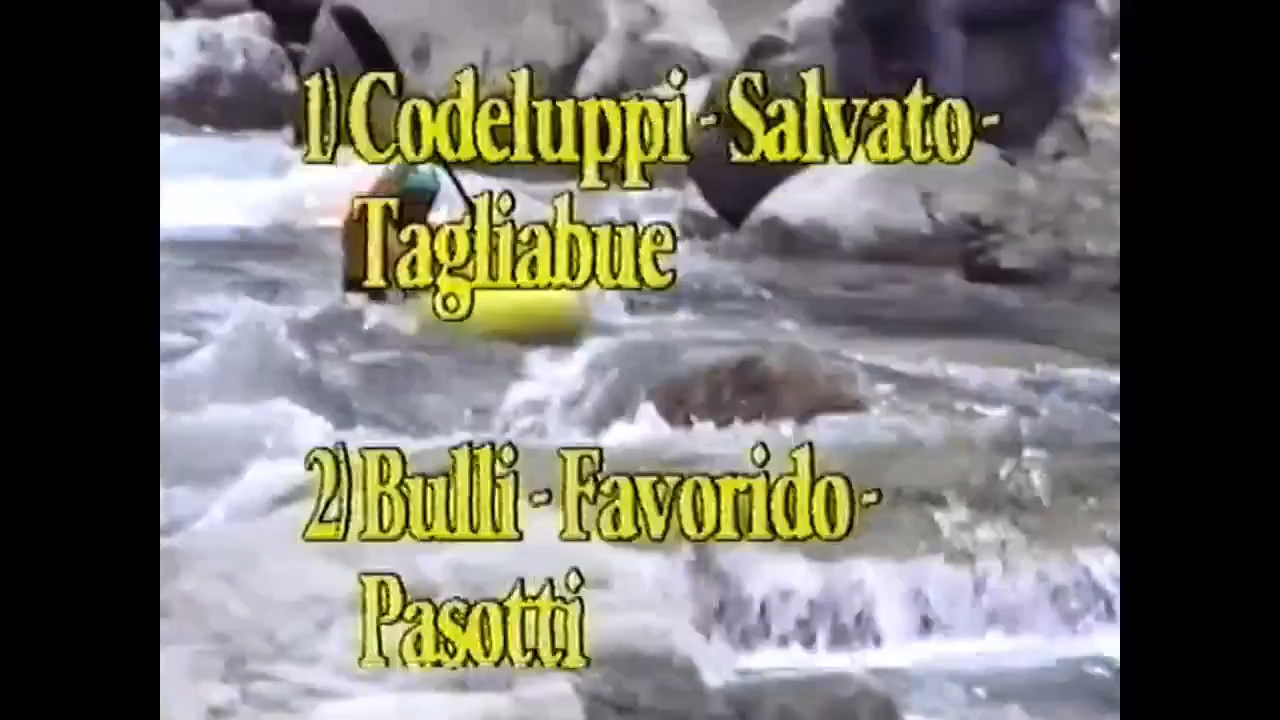 1) Codeluppi - Salvato -
Tagliabue
2) Bulli - Favorido -
Pasotti